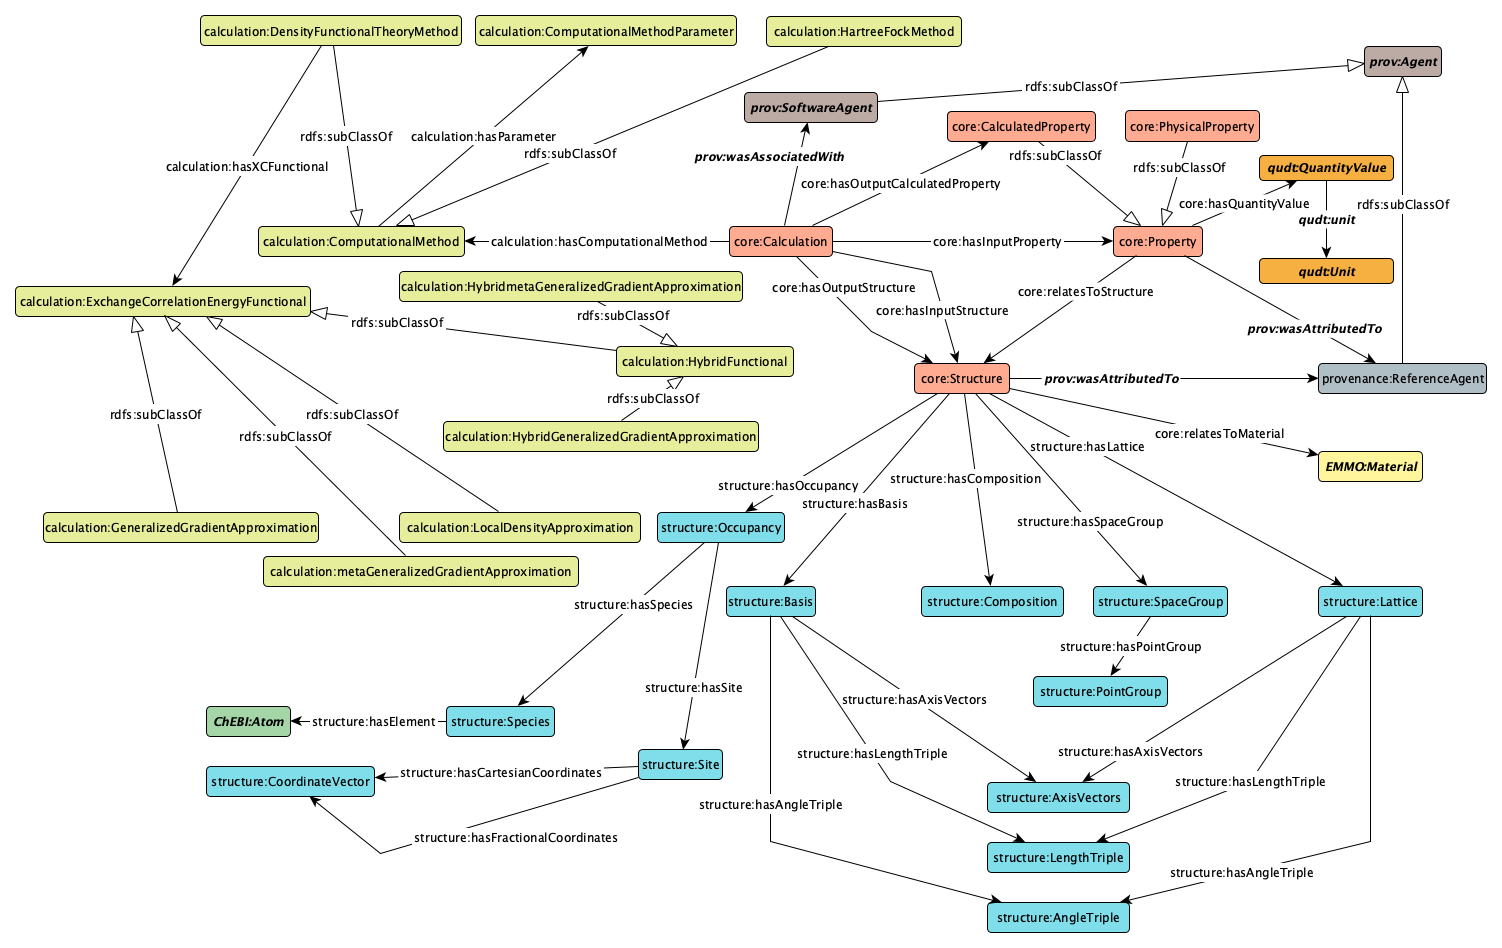 calculation:DensityFunctionalTheoryMethod
calculation:ComputationalMethodParameter
calculation:HartreeFockMethod
prov:Agent
rdfs:subClassOf
prov:SoftwareAgent
core:CalculatedProperty
core:PhysicalProperty
rdfs:subClassOf
calculation:hasParameter
rdfs:subClassOf
prov:wasAssociatedWith
rdfs:subClassOf
rdfs:subClassOf
qudt:QuantityValue
calculation:hasXCFunctional
core:hasOutputCalculatedProperty
core:hasQuantityValue
rdfs:subClassOf
qudt:unit
calculation:ComputationalMethod
calculation:hasComputationalMethod
core:Calculation
core:hasInputProperty
core:Property
qudt:Unit
calculation:HybridmetaGeneralizedGradientApproximation
core:hasOutputStructure
core:relatesToStructure
calculation:ExchangeCorrelationEnergyFunctional
core:hasInputStructure
rdfs:subClassOf
rdfs:subClassOf
prov:wasAttributedTo
calculation:HybridFunctional
core:Structure
prov:wasAttributedTo
provenance:ReferenceAgent
rdfs:subClassOf
rdfs:subClassOf
rdfs:subClassOf
rdfs:subClassOf
calculation:HybridGeneralizedGradientApproximation
core:relatesToMaterial
structure:hasLattice
EMMO:Material
structure:hasComposition
structure:hasOccupancy
structure:hasBasis
structure:hasSpaceGroup
calculation:GeneralizedGradientApproximation
calculation:LocalDensityApproximation
structure:Occupancy
calculation:metaGeneralizedGradientApproximation
structure:hasSpecies
structure:Basis
structure:Composition
structure:SpaceGroup
structure:Lattice
structure:hasPointGroup
structure:hasSite
structure:PointGroup
structure:hasAxisVectors
ChEBI:Atom
structure:hasElement
structure:Species
structure:hasLengthTriple
structure:hasAxisVectors
structure:CoordinateVector
structure:hasCartesianCoordinates
structure:Site
structure:hasLengthTriple
structure:AxisVectors
structure:hasAngleTriple
structure:hasFractionalCoordinates
structure:LengthTriple
structure:hasAngleTriple
structure:AngleTriple